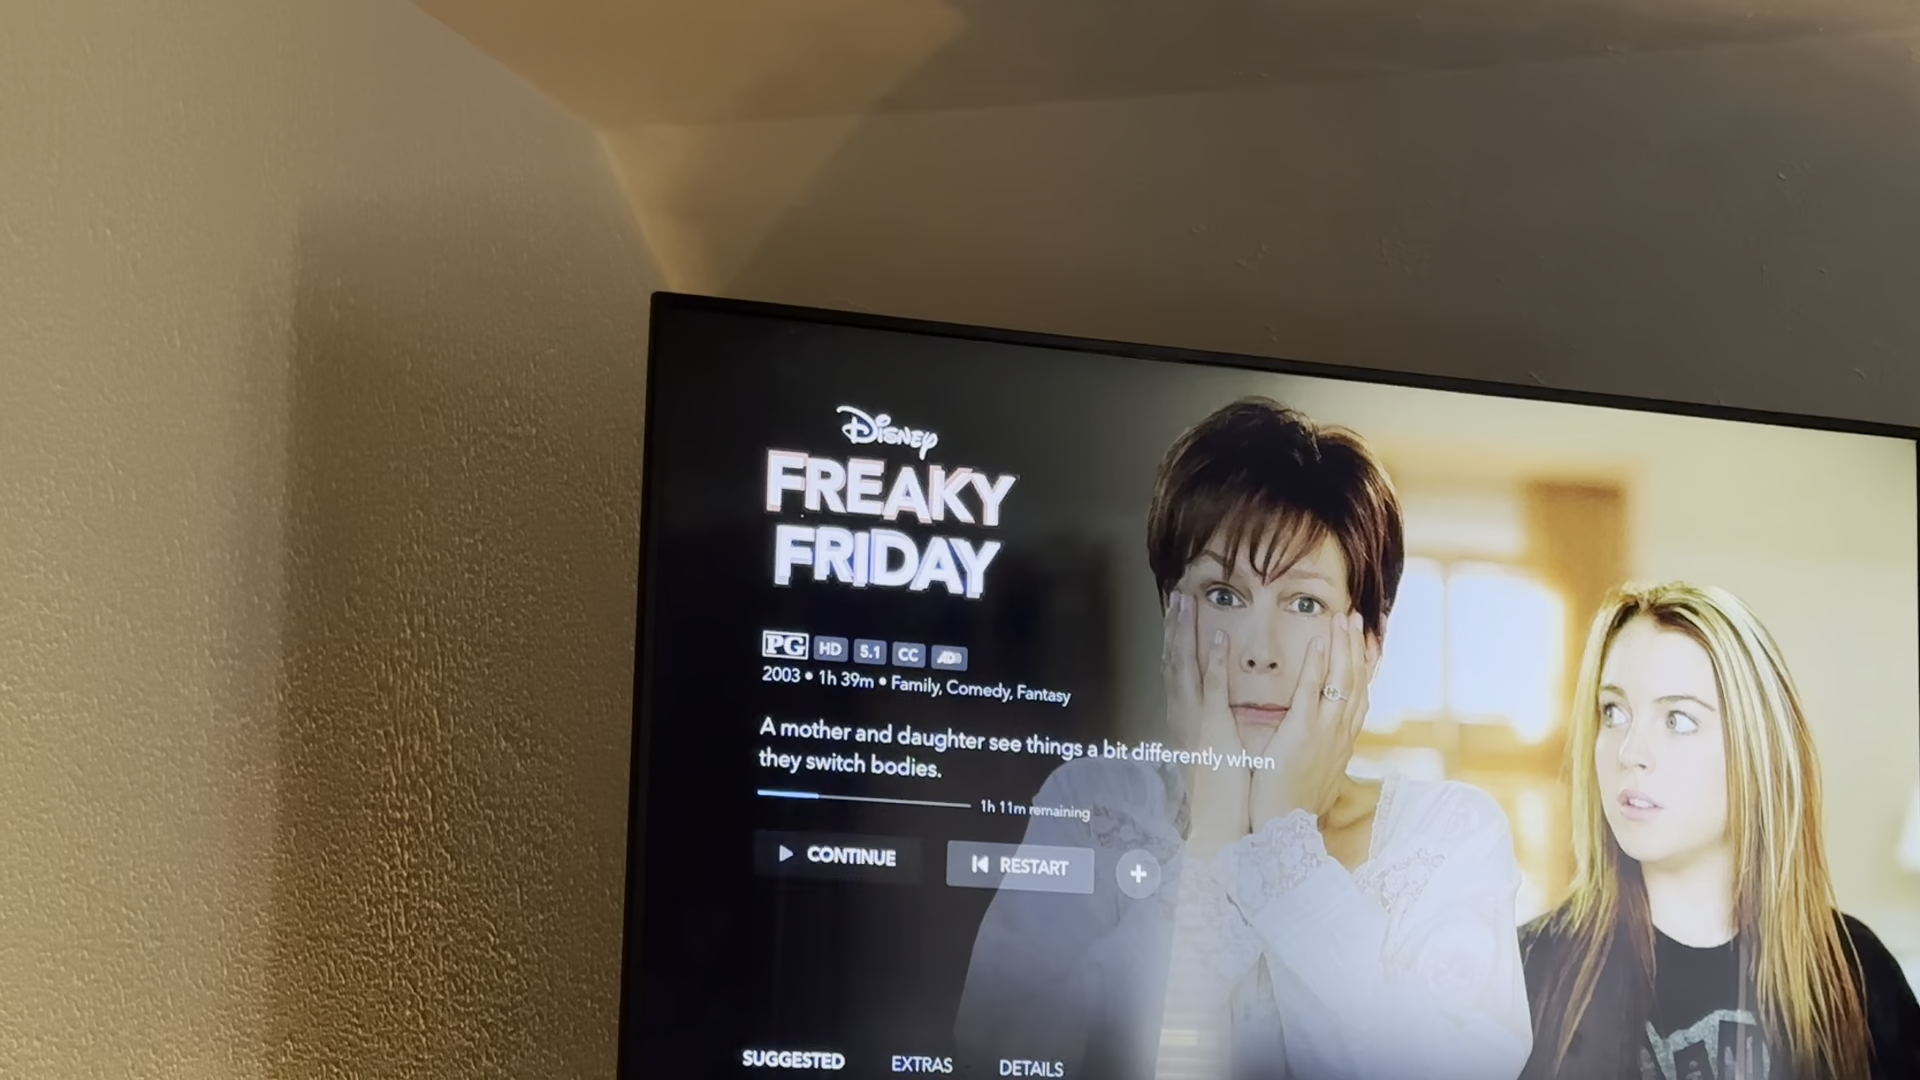 Disney
FREAKY
FRIDAY
PG HD 5.1 CC AD
2003 • 1h 39m • Family, Comedy, Fantasy
A mother and daughter see things a bit differently when
they switch bodies.
1h 11m remaining
CONTINUE RESTART +
SUGGESTED EXTRAS DETAILS